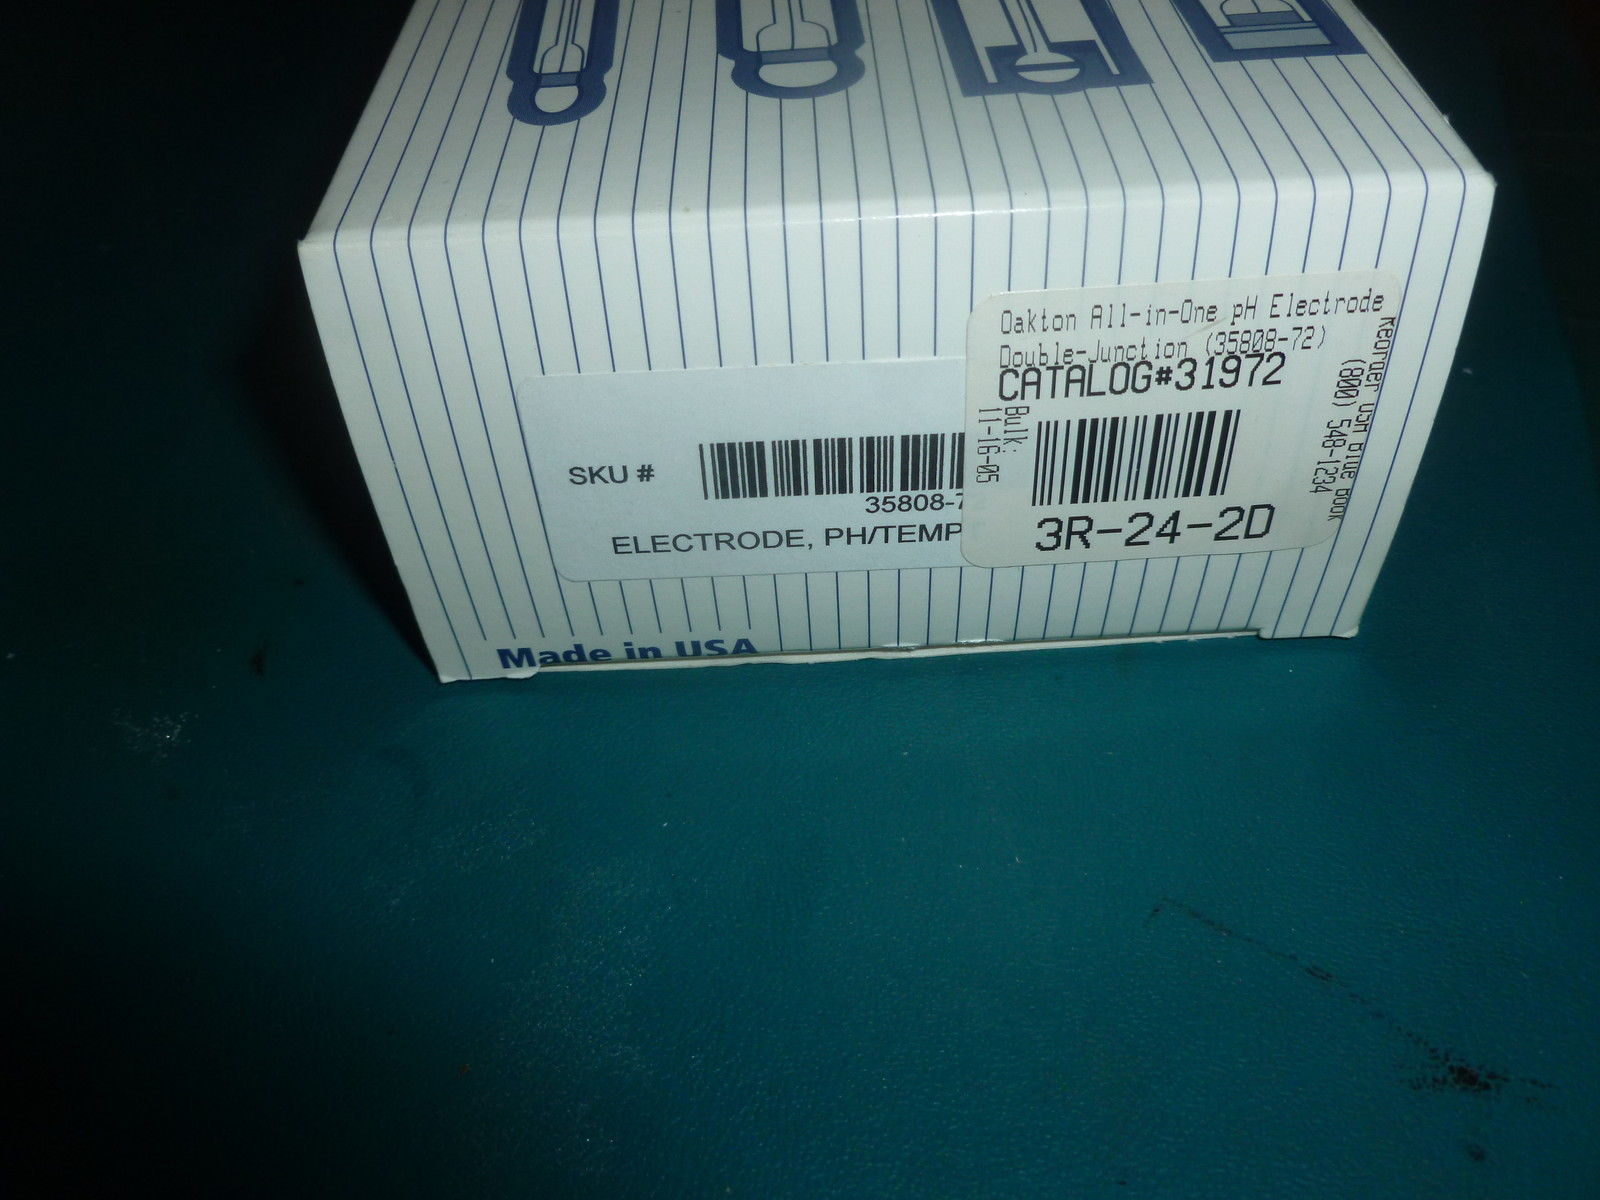 Oakton All-in-One pH Electrode
Double-Junction (35808-72)
CATALOG#31972
Bulk:
11-16-05
Reorder USA Blue Book
(800) 548-1234
3R-24-2D
SKU #
35808-7
ELECTRODE, PH/TEMP
Made in USA